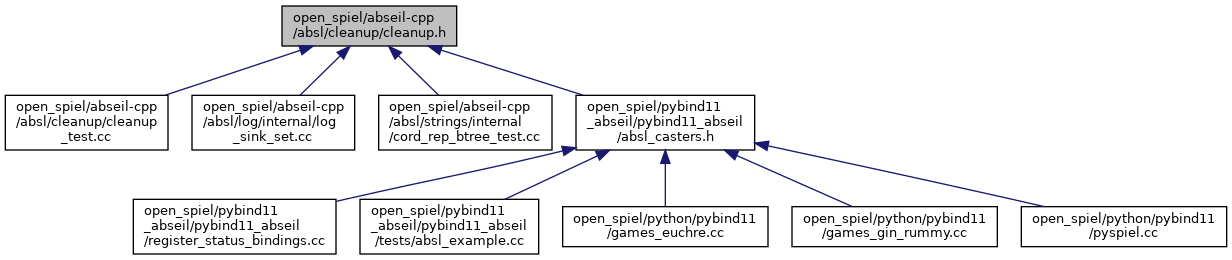 open_spiel/abseil-cpp
/absl/cleanup/cleanup.h
open_spiel/abseil-cpp
/absl/cleanup/cleanup
_test.cc
open_spiel/abseil-cpp
/absl/log/internal/log
_sink_set.cc
open_spiel/abseil-cpp
/absl/strings/internal
/cord_rep_btree_test.cc
open_spiel/pybind11
_abseil/pybind11_abseil
/absl_casters.h
open_spiel/pybind11
_abseil/pybind11_abseil
/register_status_bindings.cc
open_spiel/pybind11
_abseil/pybind11_abseil
/tests/absl_example.cc
open_spiel/python/pybind11
/games_euchre.cc
open_spiel/python/pybind11
/games_gin_rummy.cc
open_spiel/python/pybind11
/pyspiel.cc